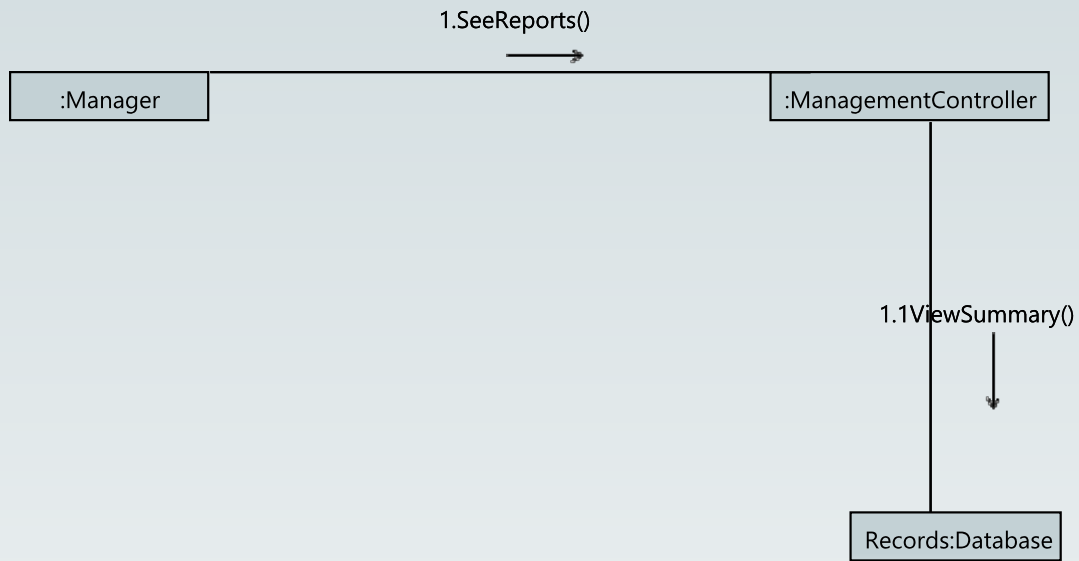 1.SeeReports()
:Manager
:ManagementController
1.1ViewSummary()
Records:Database